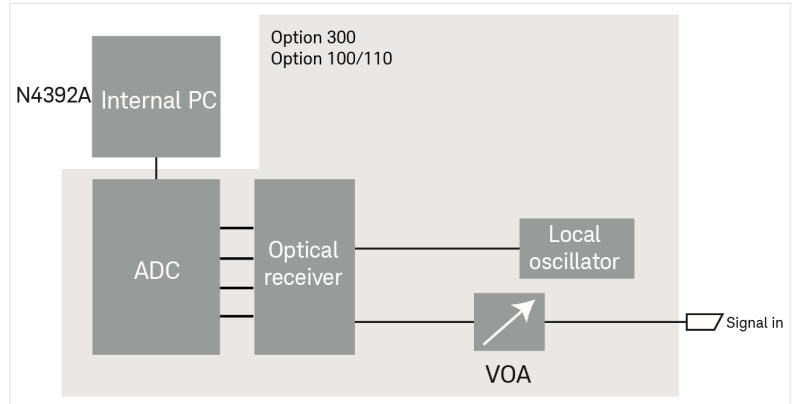 Option 300
Option 100/110
N4392A
Internal PC
ADC
Optical
receiver
Local
oscillator
Signal in
VOA